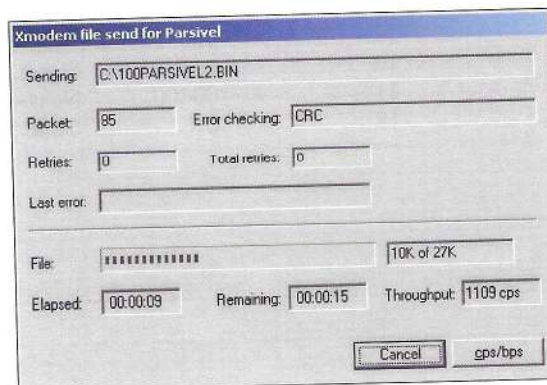 Xmodem file send for Parsivel
Sending: C:\100PARSIVEL2.BIN
Packet: 85 Error checking: CRC
Retries: 0 Total retries: 0
Last error:
File: 10K of 27K
Elapsed: 00:00:09 Remaining: 00:00:15 Throughput: 1109 cps
Cancel cps/bps